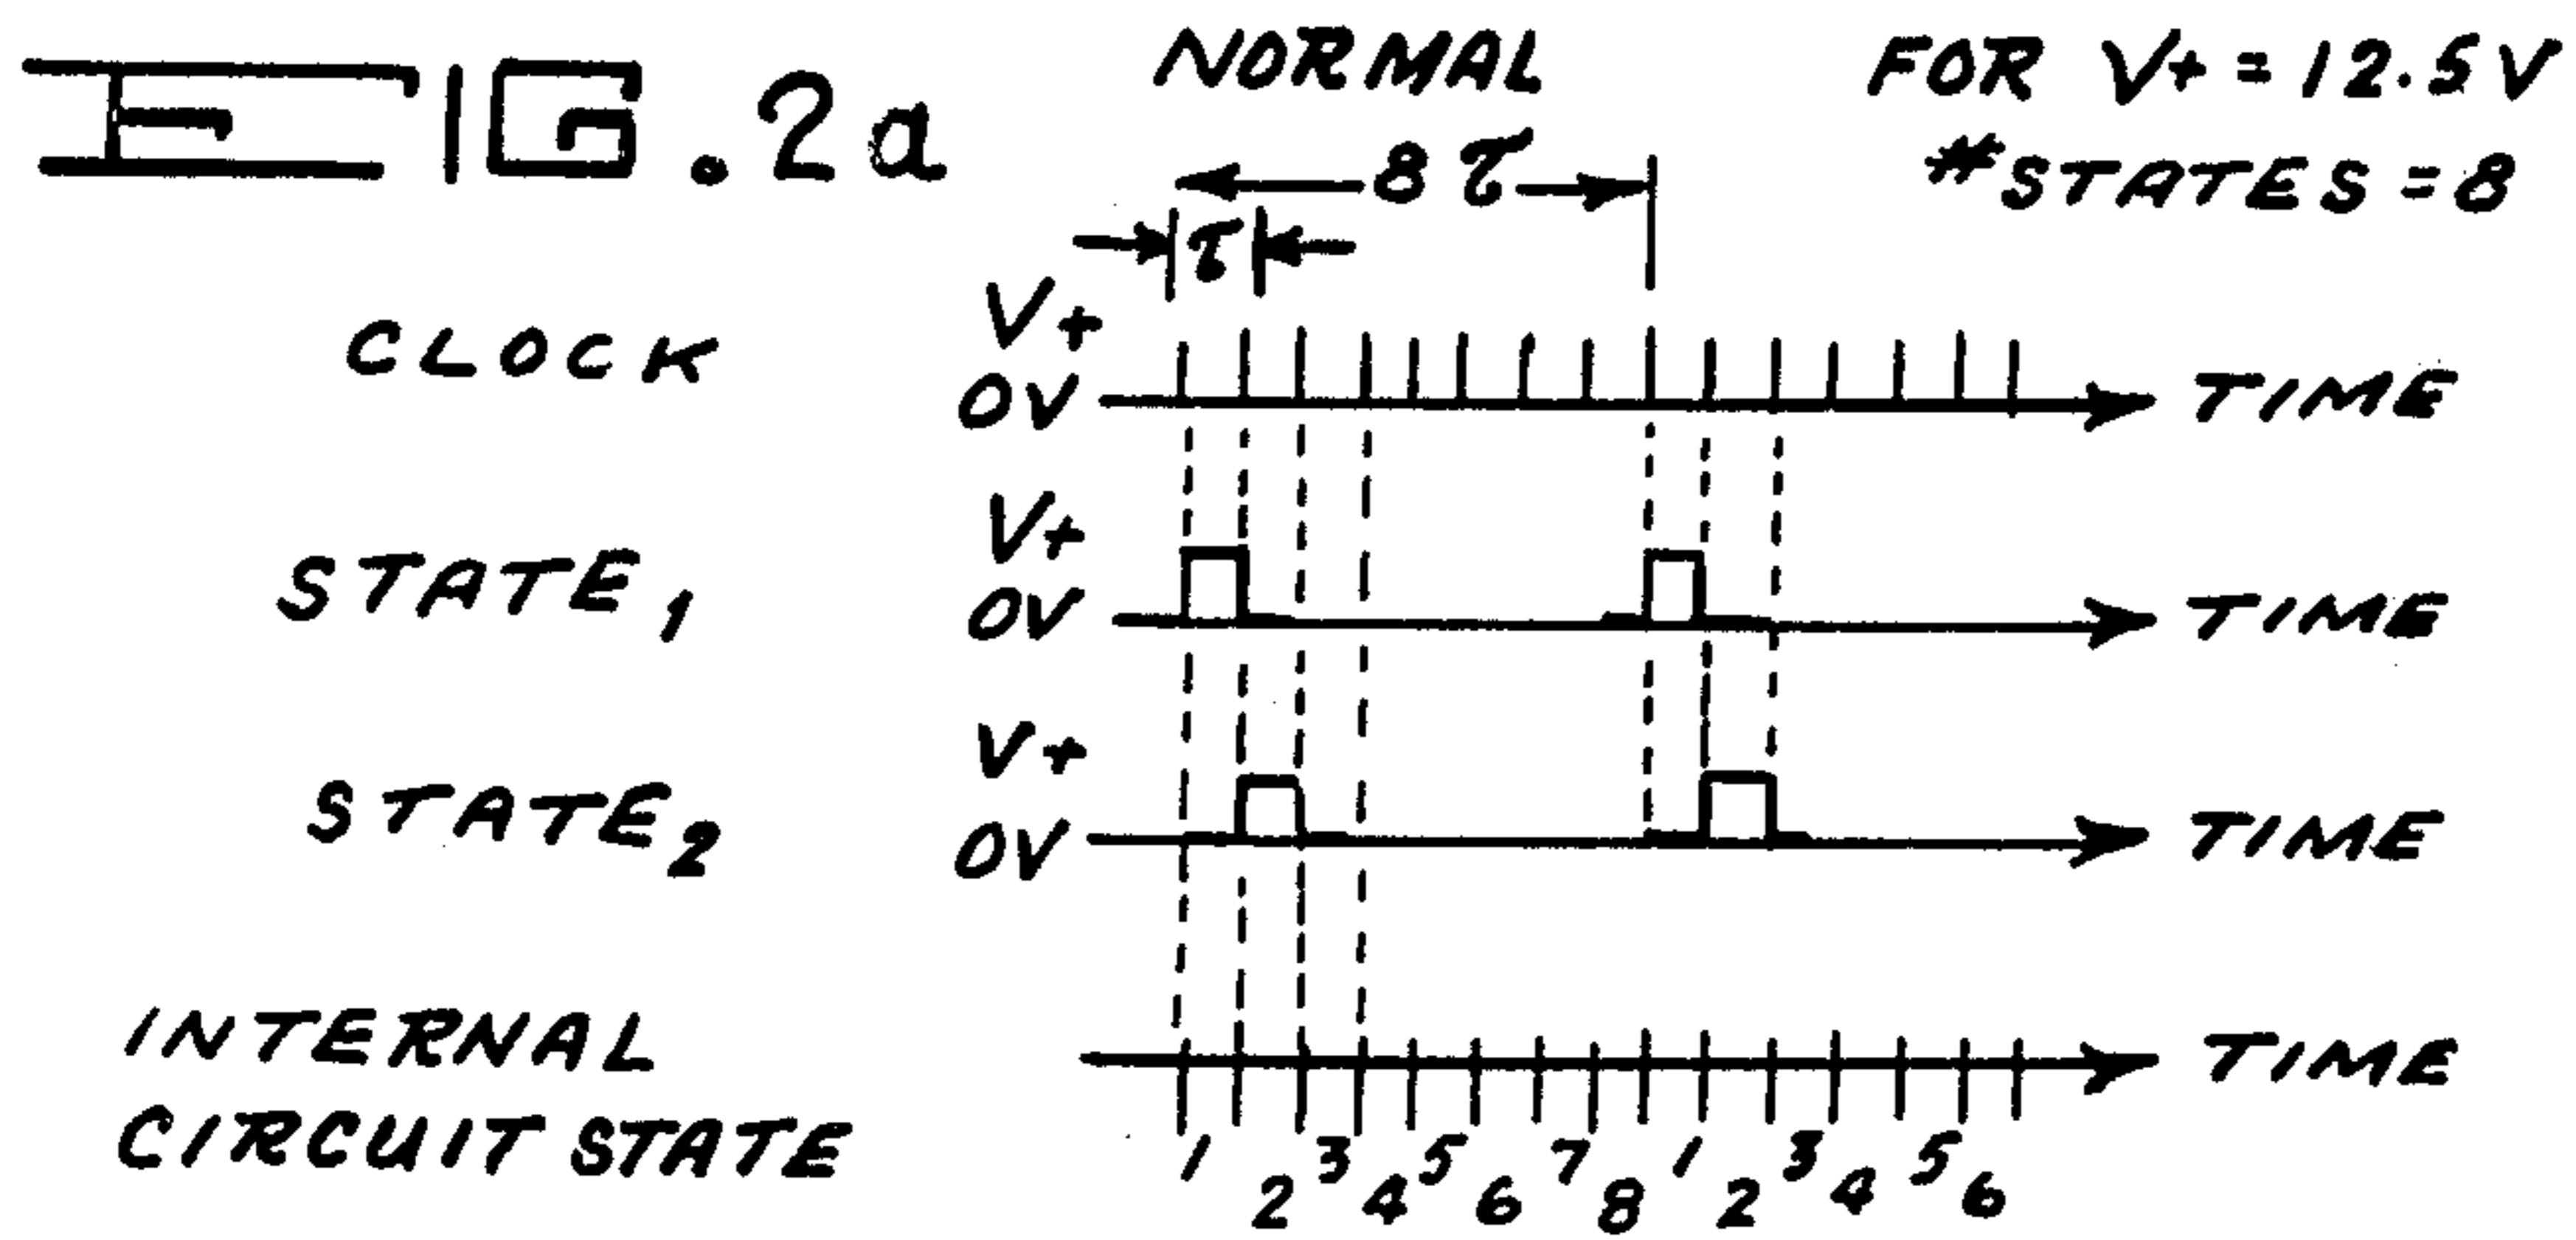 FIG. 2a
NORMAL
FOR V+ = 12.5V
# STATES = 8
8τ
τ
CLOCK
V+
0V
TIME
STATE1
V+
0V
TIME
STATE2
V+
0V
TIME
INTERNAL
CIRCUIT STATE
TIME
1 2 3 4 5 6 7 8 1 2 3 4 5 6